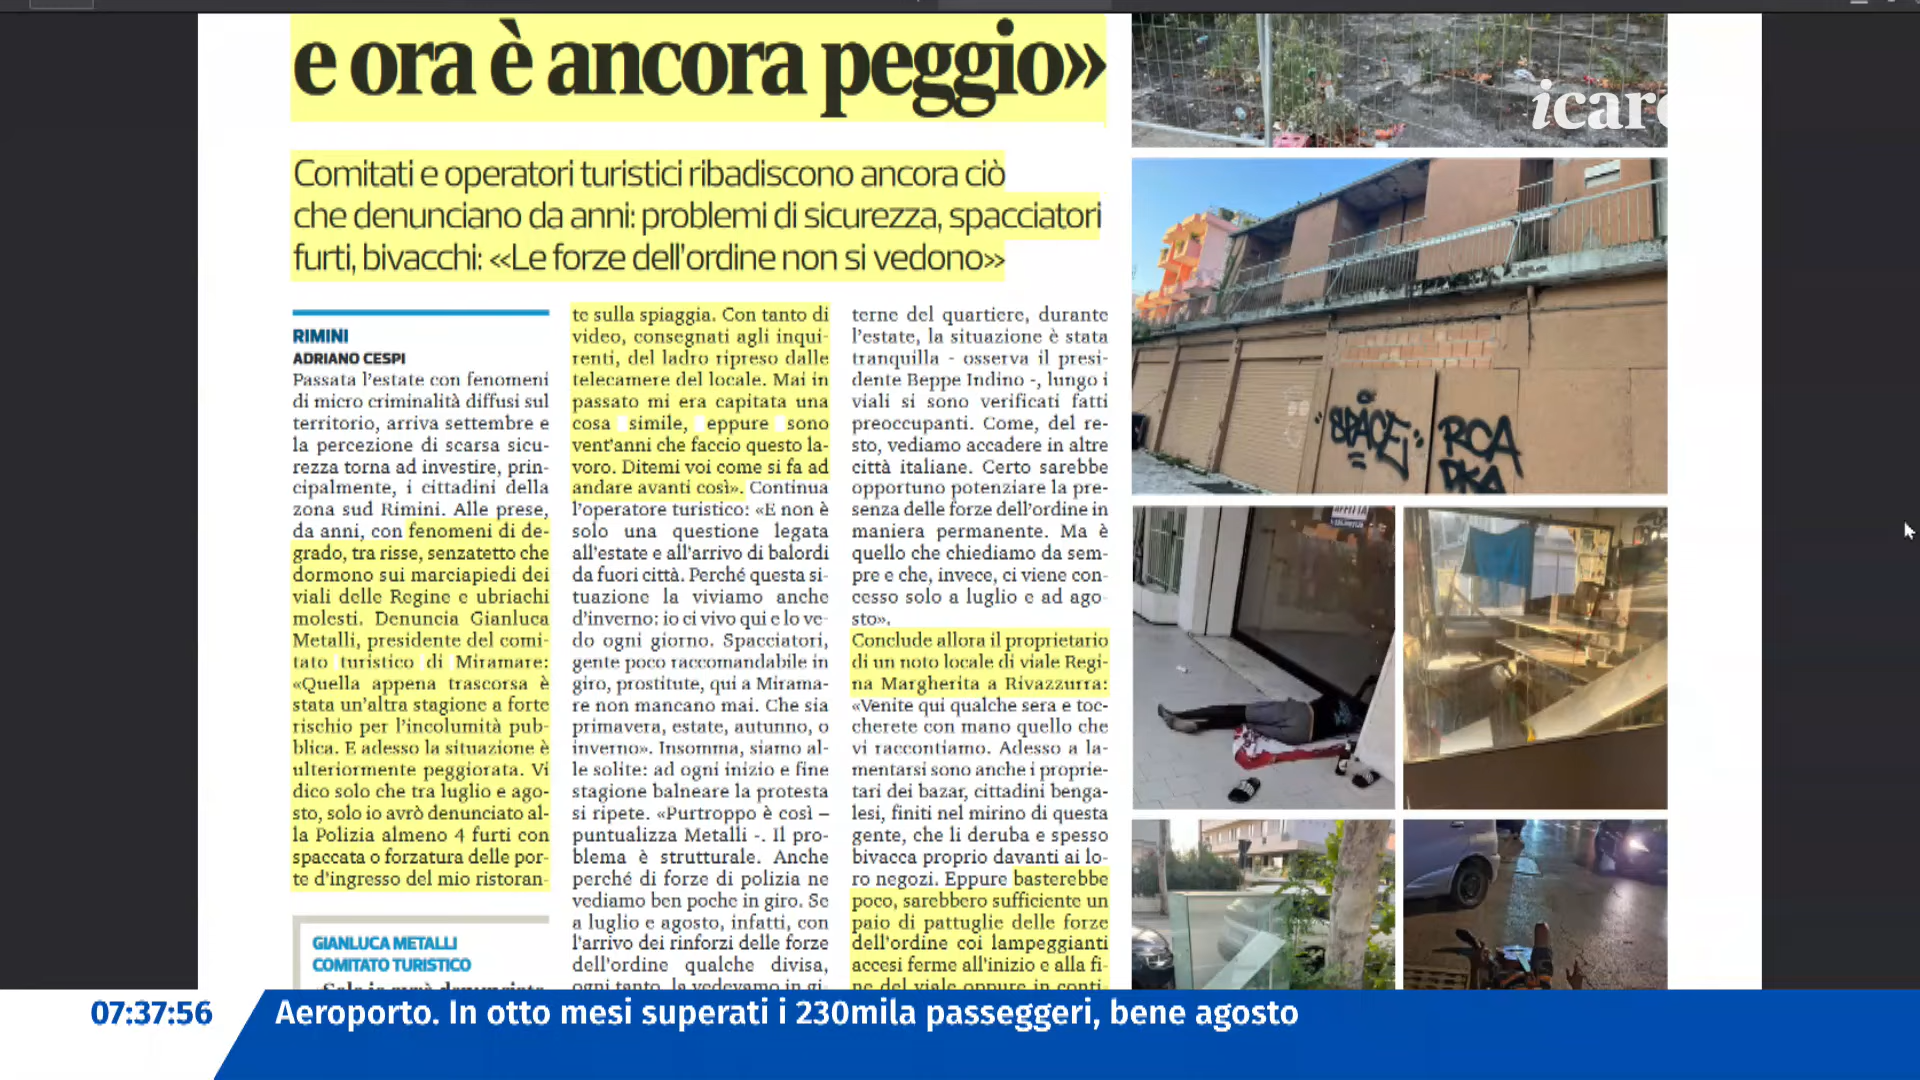 e ora è ancora peggio»
Comitati e operatori turistici ribadiscono ancora ciò
che denunciano da anni: problemi di sicurezza, spacciatori
furti, bivacchi: «Le forze dell'ordine non si vedono»
RIMINI
ADRIANO CESPI
Passata l'estate con fenomeni
di micro criminalità diffusi sul
territorio, arriva settembre e
la percezione di scarsa sicu-
rezza torna ad investire, prin-
cipalmente, i cittadini della
zona sud Rimini. Alle prese,
da anni, con fenomeni di de-
grado, tra risse, senzatetto che
dormono sui marciapiedi dei
viali delle Regine e ubriachi
molesti. Denuncia Gianluca
Metalli, presidente del comi-
tato turistico di Miramare:
«Quella appena trascorsa è
stata un'altra stagione a forte
rischio per l'incolumità pub-
blica. E adesso la situazione è
ulteriormente peggiorata. Vi
dico solo che tra luglio e ago-
sto, solo io avrò denunciato al-
la Polizia almeno 4 furti con
spaccata o forzatura delle por-
te d'ingresso del mio ristoran-
GIANLUCA METALLI
COMITATO TURISTICO
te sulla spiaggia. Con tanto di
video, consegnati agli inqui-
renti, del ladro ripreso dalle
telecamere del locale. Mai in
passato mi era capitata una
cosa simile, eppure sono
vent'anni che faccio questo la-
voro. Ditemi voi come si fa ad
andare avanti così». Continua
l'operatore turistico: «E non è
solo una questione legata
all'estate e all'arrivo di balordi
da fuori città. Perché questa si-
tuazione la viviamo anche
d'inverno: io ci vivo qui e lo ve-
do ogni giorno. Spacciatori,
gente poco raccomandabile in
giro, prostitute, qui a Mirama-
re non mancano mai. Che sia
primavera, estate, autunno, o
inverno». Insomma, siamo al-
le solite: ad ogni inizio e fine
stagione balneare la protesta
si ripete. «Purtroppo è così –
puntualizza Metalli -. Il pro-
blema è strutturale. Anche
perché di forze di polizia ne
vediamo ben poche in giro. Se
a luglio e agosto, infatti, con
l'arrivo dei rinforzi delle forze
dell'ordine qualche divisa,
ogni tanto, la vedevamo in gi-
terne del quartiere, durante
l'estate, la situazione è stata
tranquilla - osserva il presi-
dente Beppe Indino -, lungo i
viali si sono verificati fatti
preoccupanti. Come, del re-
sto, vediamo accadere in altre
città italiane. Certo sarebbe
opportuno potenziare la pre-
senza delle forze dell'ordine in
maniera permanente. Ma è
quello che chiediamo da sem-
pre e che, invece, ci viene con-
cesso solo a luglio e ad ago-
sto».
Conclude allora il proprietario
di un noto locale di viale Regi-
na Margherita a Rivazzurra:
«Venite qui qualche sera e toc-
cherete con mano quello che
vi raccontiamo. Adesso a la-
mentarsi sono anche i proprie-
tari dei bazar, cittadini benga-
lesi, finiti nel mirino di questa
gente, che li deruba e spesso
bivacca proprio davanti ai lo-
ro negozi. Eppure basterebbe
poco, sarebbero sufficiente un
paio di pattuglie delle forze
dell'ordine coi lampeggianti
accesi ferme all'inizio e alla fi-
ne del viale oppure in conti-
icaro
"SPACE"
RCA
AFFITTA
07:37:56
Aeroporto. In otto mesi superati i 230mila passeggeri, bene agosto